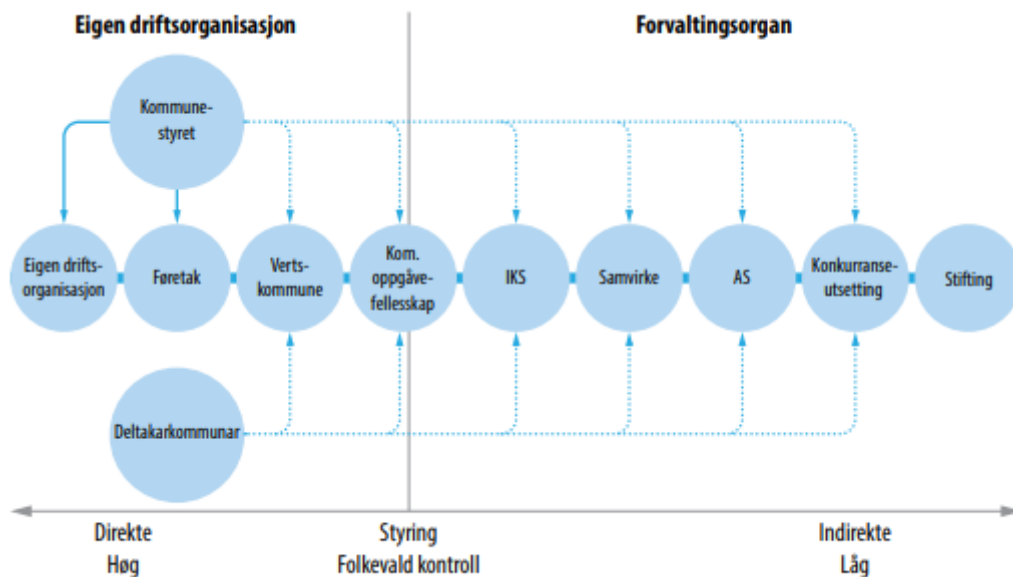 Eigen driftsorganisasjon
Forvaltingsorgan
Kommune-
styret
Eigen drifts-
organisasjon
Føretak
Verts-
kommune
Kom.
oppgåve-
fellesskap
IKS
Samvirke
AS
Konkurranse-
utsetting
Stifting
Deltakarkommunar
Direkte
Høg
Styring
Folkevald kontroll
Indirekte
Låg